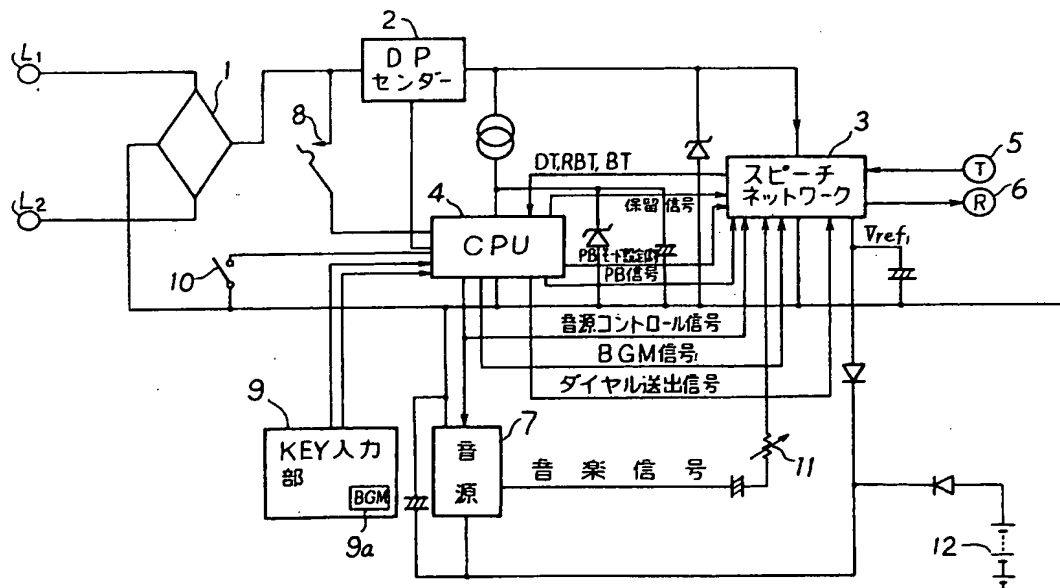 L1
L2
1
2
DP
センダー
8
DT,RBT,BT
3
スピーチ
ネットワーク
T
5
R
6
4
CPU
保留信号
PB信号
Vref1
10
音源コントロール信号
BGM信号
ダイヤル送出信号
9
KEY入力
部
BGM
9a
7
音
源
音楽信号
11
12